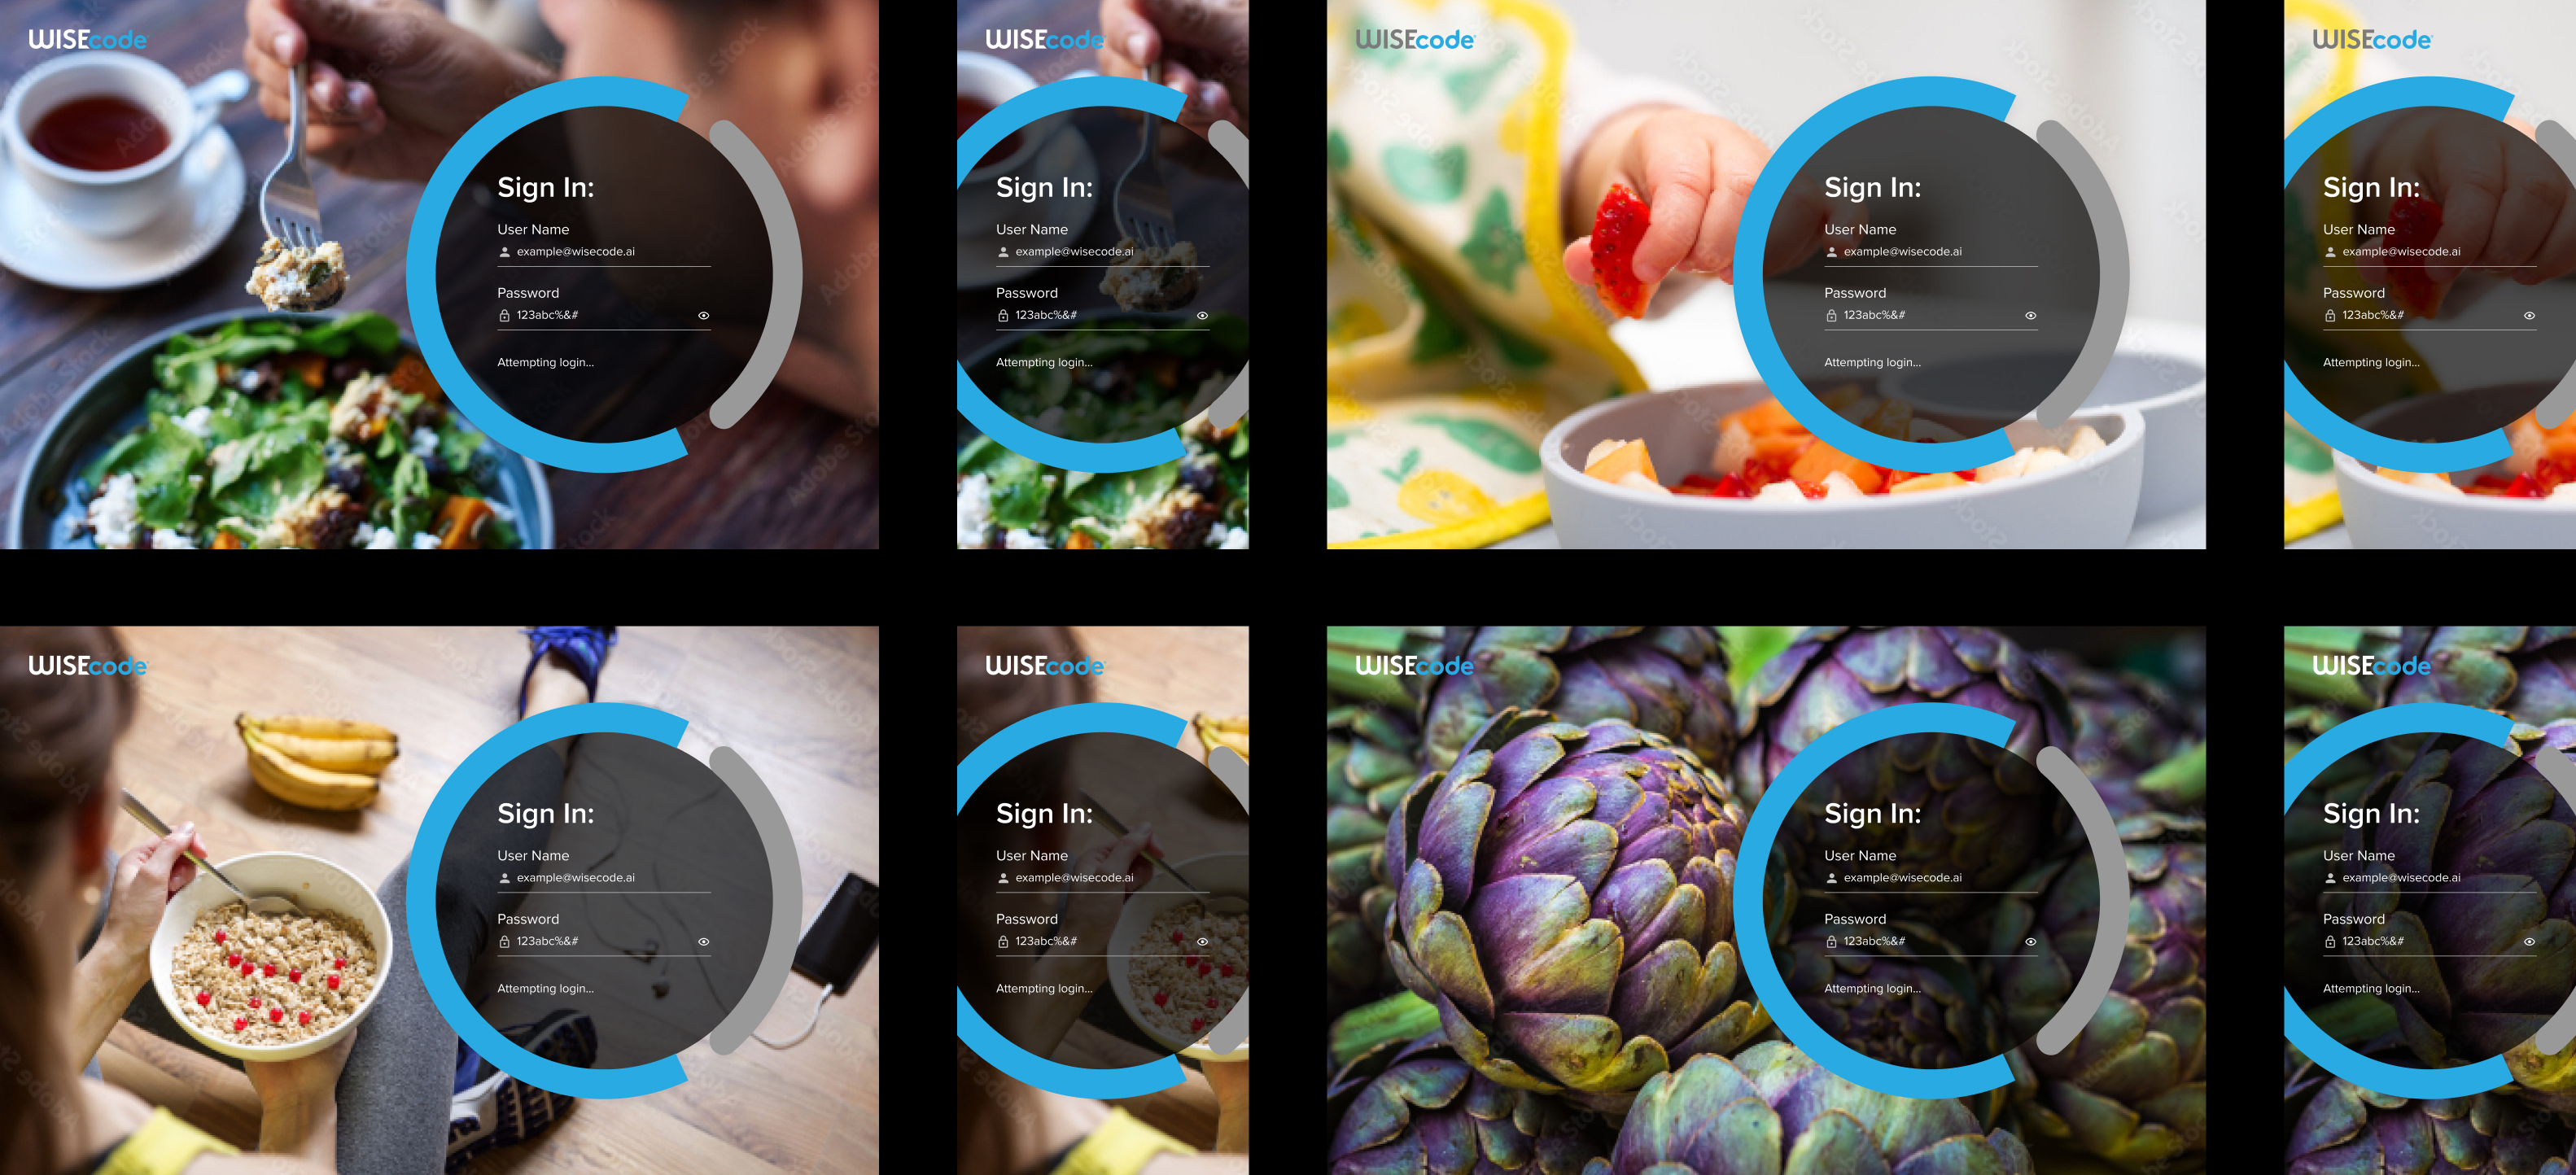 WISEcode
Sign In:
User Name
example@wisecode.ai
Password
123abc%&#
Attempting login...
WISEcode
Sign In:
User Name
example@wisecode.ai
Password
123abc%&#
Attempting login...
WISEcode
Sign In:
User Name
example@wisecode.ai
Password
123abc%&#
Attempting login...
WISEcode
Sign In:
User Name
example@wisecode.ai
Password
123abc%&#
Attempting login...
WISEcode
Sign In:
User Name
example@wisecode.ai
Password
123abc%&#
Attempting login...
WISEcode
Sign In:
User Name
example@wisecode.ai
Password
123abc%&#
Attempting login...
WISEcode
Sign In:
User Name
example@wisecode.ai
Password
123abc%&#
Attempting login...
WISEcode
Sign In:
User Name
example@wisecode.ai
Password
123abc%&#
Attempting login...
Adobe Stock